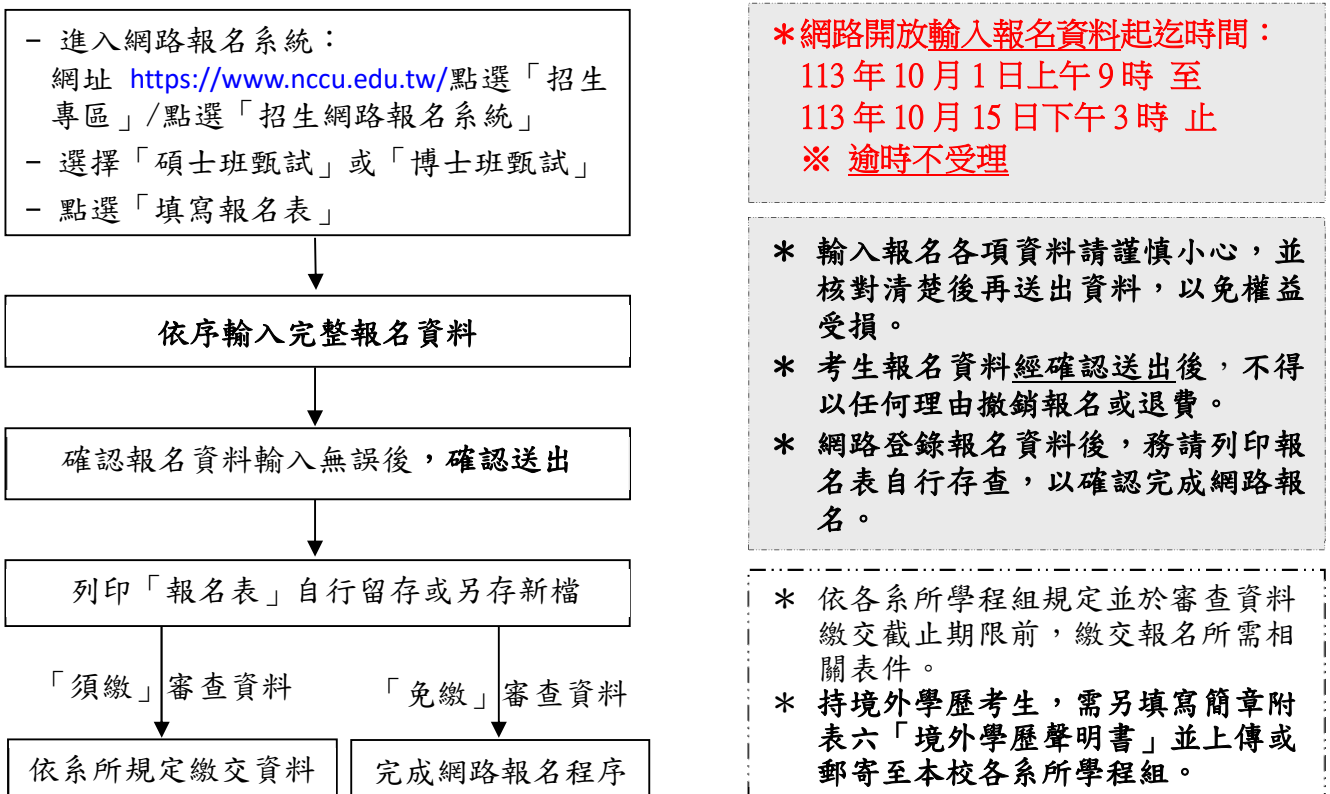 - 進入網路報名系統：
網址 https://www.nccu.edu.tw/點選「招生
專區」/點選「招生網路報名系統」
- 選擇「碩士班甄試」或「博士班甄試」
- 點選「填寫報名表」
依序輸入完整報名資料
確認報名資料輸入無誤後，確認送出
列印「報名表」自行留存或另存新檔
「須繳」審查資料
「免繳」審查資料
依系所規定繳交資料
完成網路報名程序
＊網路開放輸入報名資料起迄時間：
113 年 10 月 1 日上午 9 時 至
113 年 10 月 15 日下午 3 時 止
※ 逾時不受理
＊ 輸入報名各項資料請謹慎小心，並
核對清楚後再送出資料，以免權益
受損。
＊ 考生報名資料經確認送出後，不得
以任何理由撤銷報名或退費。
＊ 網路登錄報名資料後，務請列印報
名表自行存查，以確認完成網路報
名。
＊ 依各系所學程組規定並於審查資料
繳交截止期限前，繳交報名所需相
關表件。
＊ 持境外學歷考生，需另填寫簡章附
表六「境外學歷聲明書」並上傳或
郵寄至本校各系所學程組。